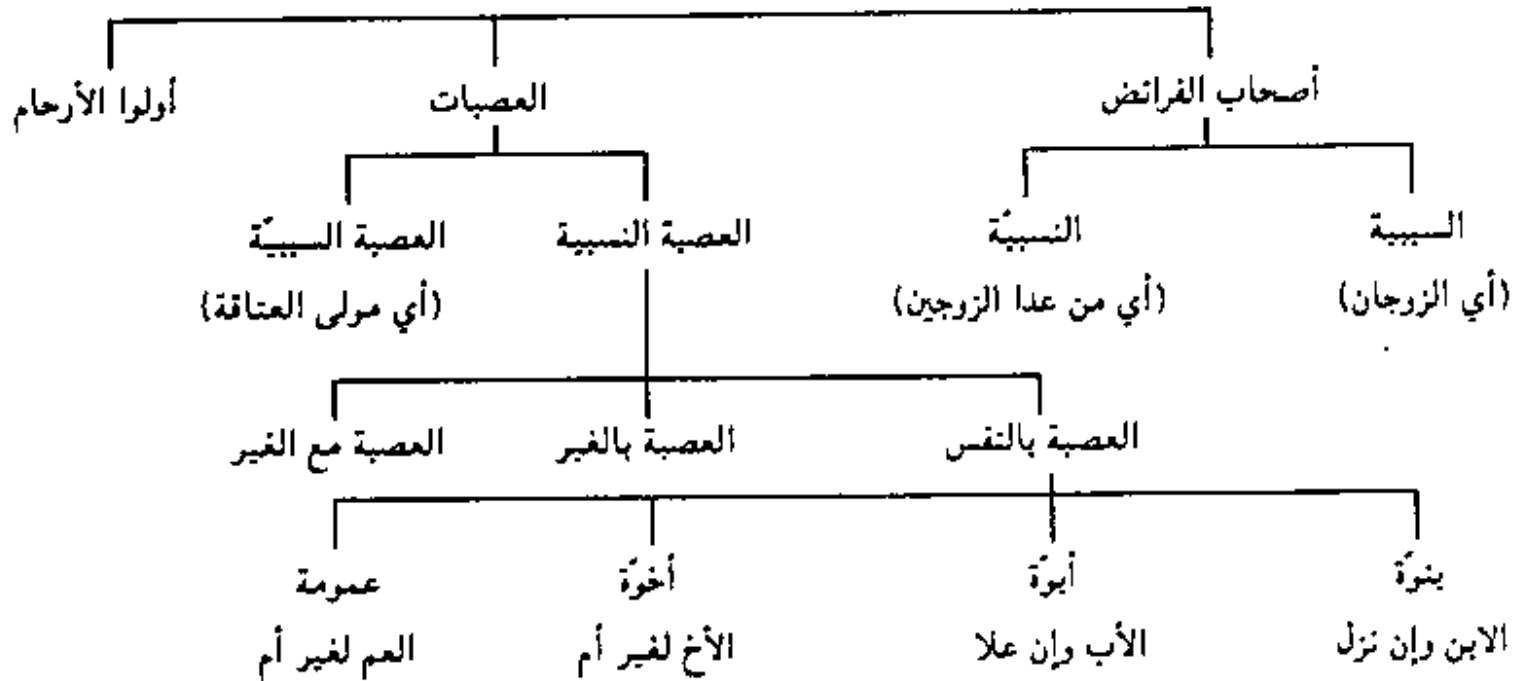 أصحاب الفرائض العصبات أولوا الأرحام
السببية النسبيّة العصبة النسبية العصبة السببيّة
(أي الزوجان) (أي من عدا الزوجين) (أي مولى العتاقة)
العصبة بالنفس العصبة بالغير العصبة مع الغير
بنوّة أبوّة أخوّة عمومة
الابن وإن نزل الأب وإن علا الأخ لغير أم العم لغير أم